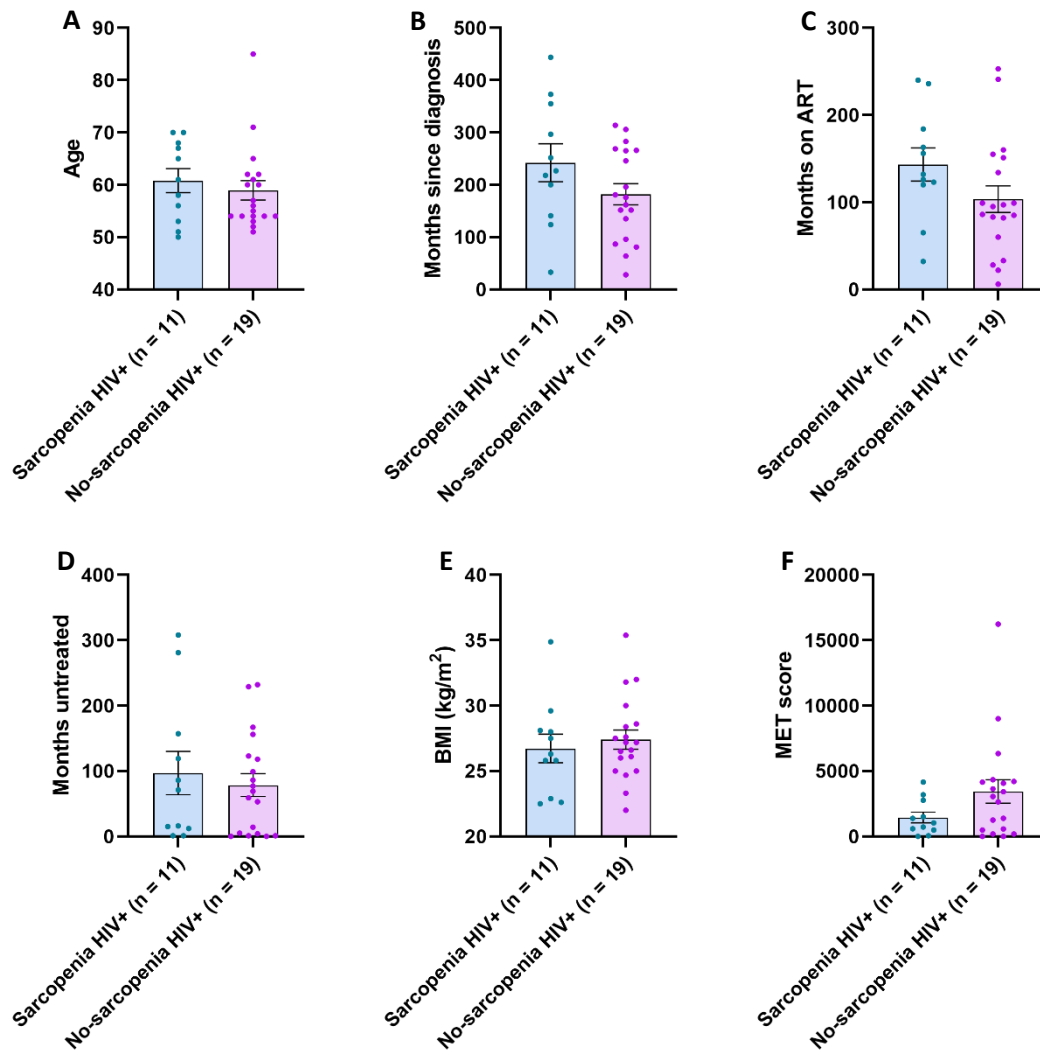 A
Age
90
80
70
60
50
40
Sarcopenia HIV+ (n = 11)
No-sarcopenia HIV+ (n = 19)
B
Months since diagnosis
500
400
300
200
100
0
Sarcopenia HIV+ (n = 11)
No-sarcopenia HIV+ (n = 19)
C
Months on ART
300
200
100
0
Sarcopenia HIV+ (n = 11)
No-sarcopenia HIV+ (n = 19)
D
Months untreated
400
300
200
100
0
Sarcopenia HIV+ (n = 11)
No-sarcopenia HIV+ (n = 19)
E
BMI (kg/m²)
40
35
30
25
20
Sarcopenia HIV+ (n = 11)
No-sarcopenia HIV+ (n = 19)
F
MET score
20000
15000
10000
5000
0
Sarcopenia HIV+ (n = 11)
No-sarcopenia HIV+ (n = 19)